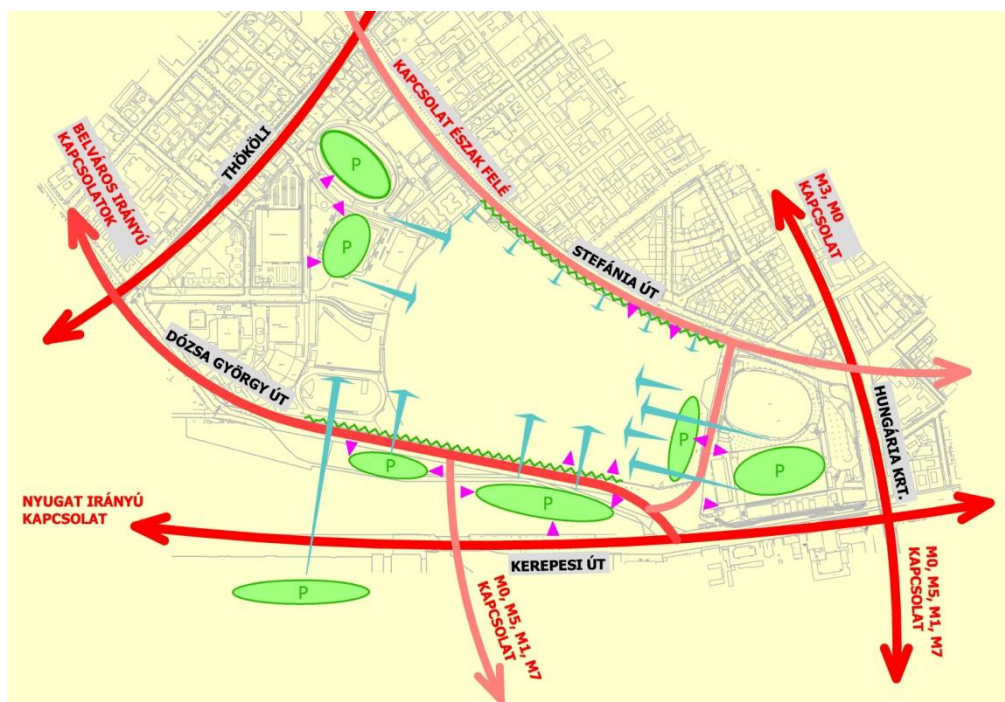 KAPCSOLAT ÉSZAK FELÉ
BELVÁROS IRÁNYÚ
KAPCSOLATOK
THÖKÖLI
P
P
M3, M0
KAPCSOLAT
STEFÁNIA ÚT
DÓZSA GYÖRGY ÚT
HUNGÁRIA KRT.
P
P
P
P
NYUGAT IRÁNYÚ
KAPCSOLAT
KEREPESI ÚT
P
M0, M5, M1, M7
KAPCSOLAT
M0, M5, M1, M7
KAPCSOLAT